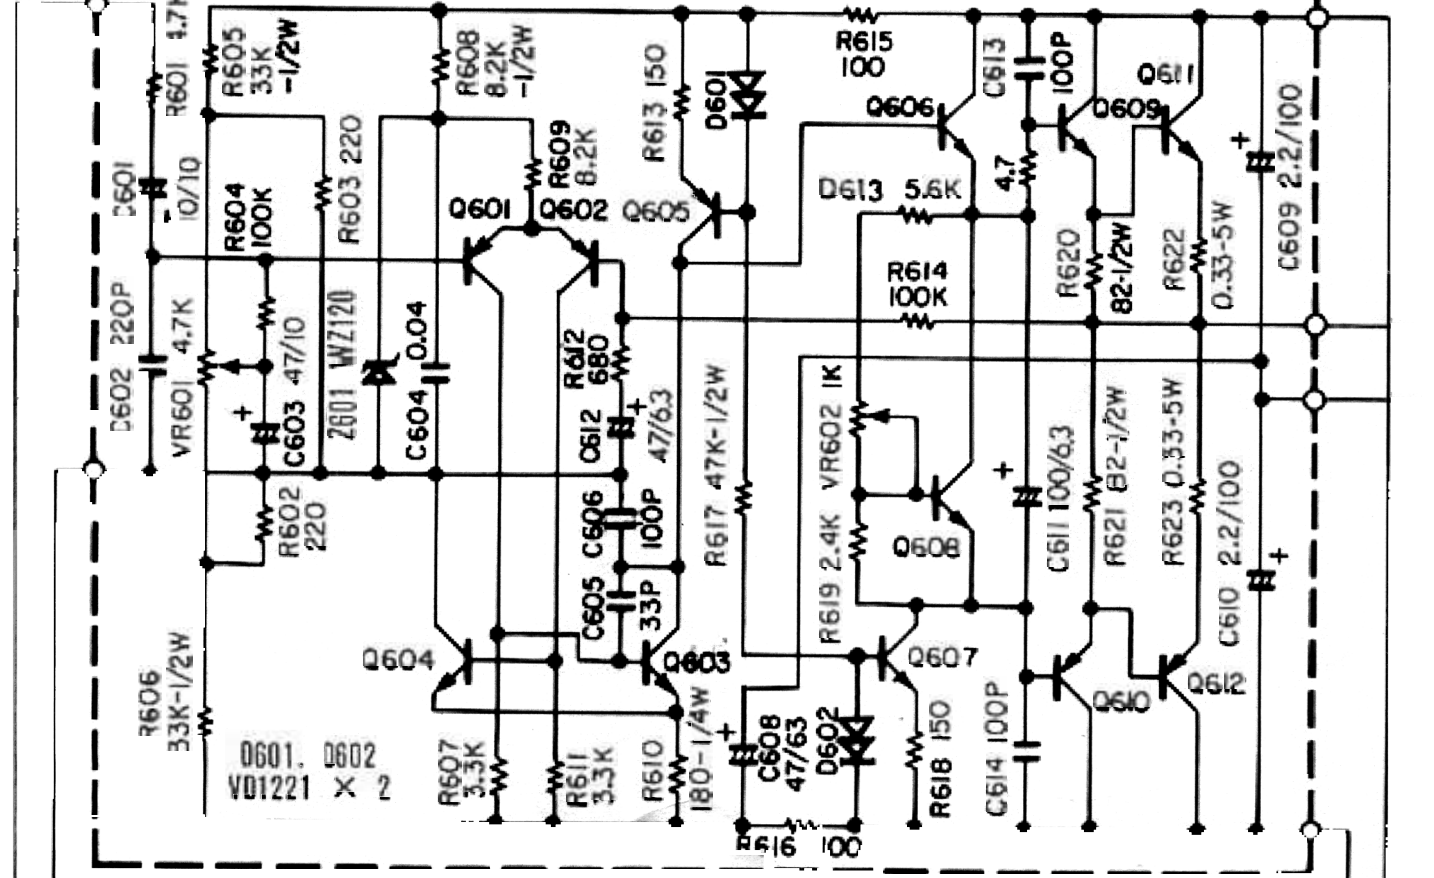 R601 4.7K
R605
33K
-1/2W
R608
8.2K
-1/2W
R613 150
D601
R615
100
C613
100P
Q611
Q606
Q609
C609 2.2/100
C601
10/10
R604
100K
R603 220
R609
8.2K
Q601
Q602
Q605
D613 5.6K
4.7
R620
82-1/2W
R622
0.33-5W
R614
100K
C602 220P
VR601 4.7K
C603 47/10
Z601 WZ120
C604 0.04
R612
680
C612
47/6.3
R617 47K-1/2W
VR602 1K
C611 100/6.3
R621 82-1/2W
R623 0.33-5W
C610 2.2/100
R602
220
C606
100P
C605
33P
R619 2.4K
Q608
Q604
Q603
Q607
Q610
Q612
R606
33K-1/2W
D601. D602
VD1221 × 2
R607
3.3K
R611
3.3K
R610
180-1/4W
C608
47/63
D602
R618 150
C614 100P
R616 100